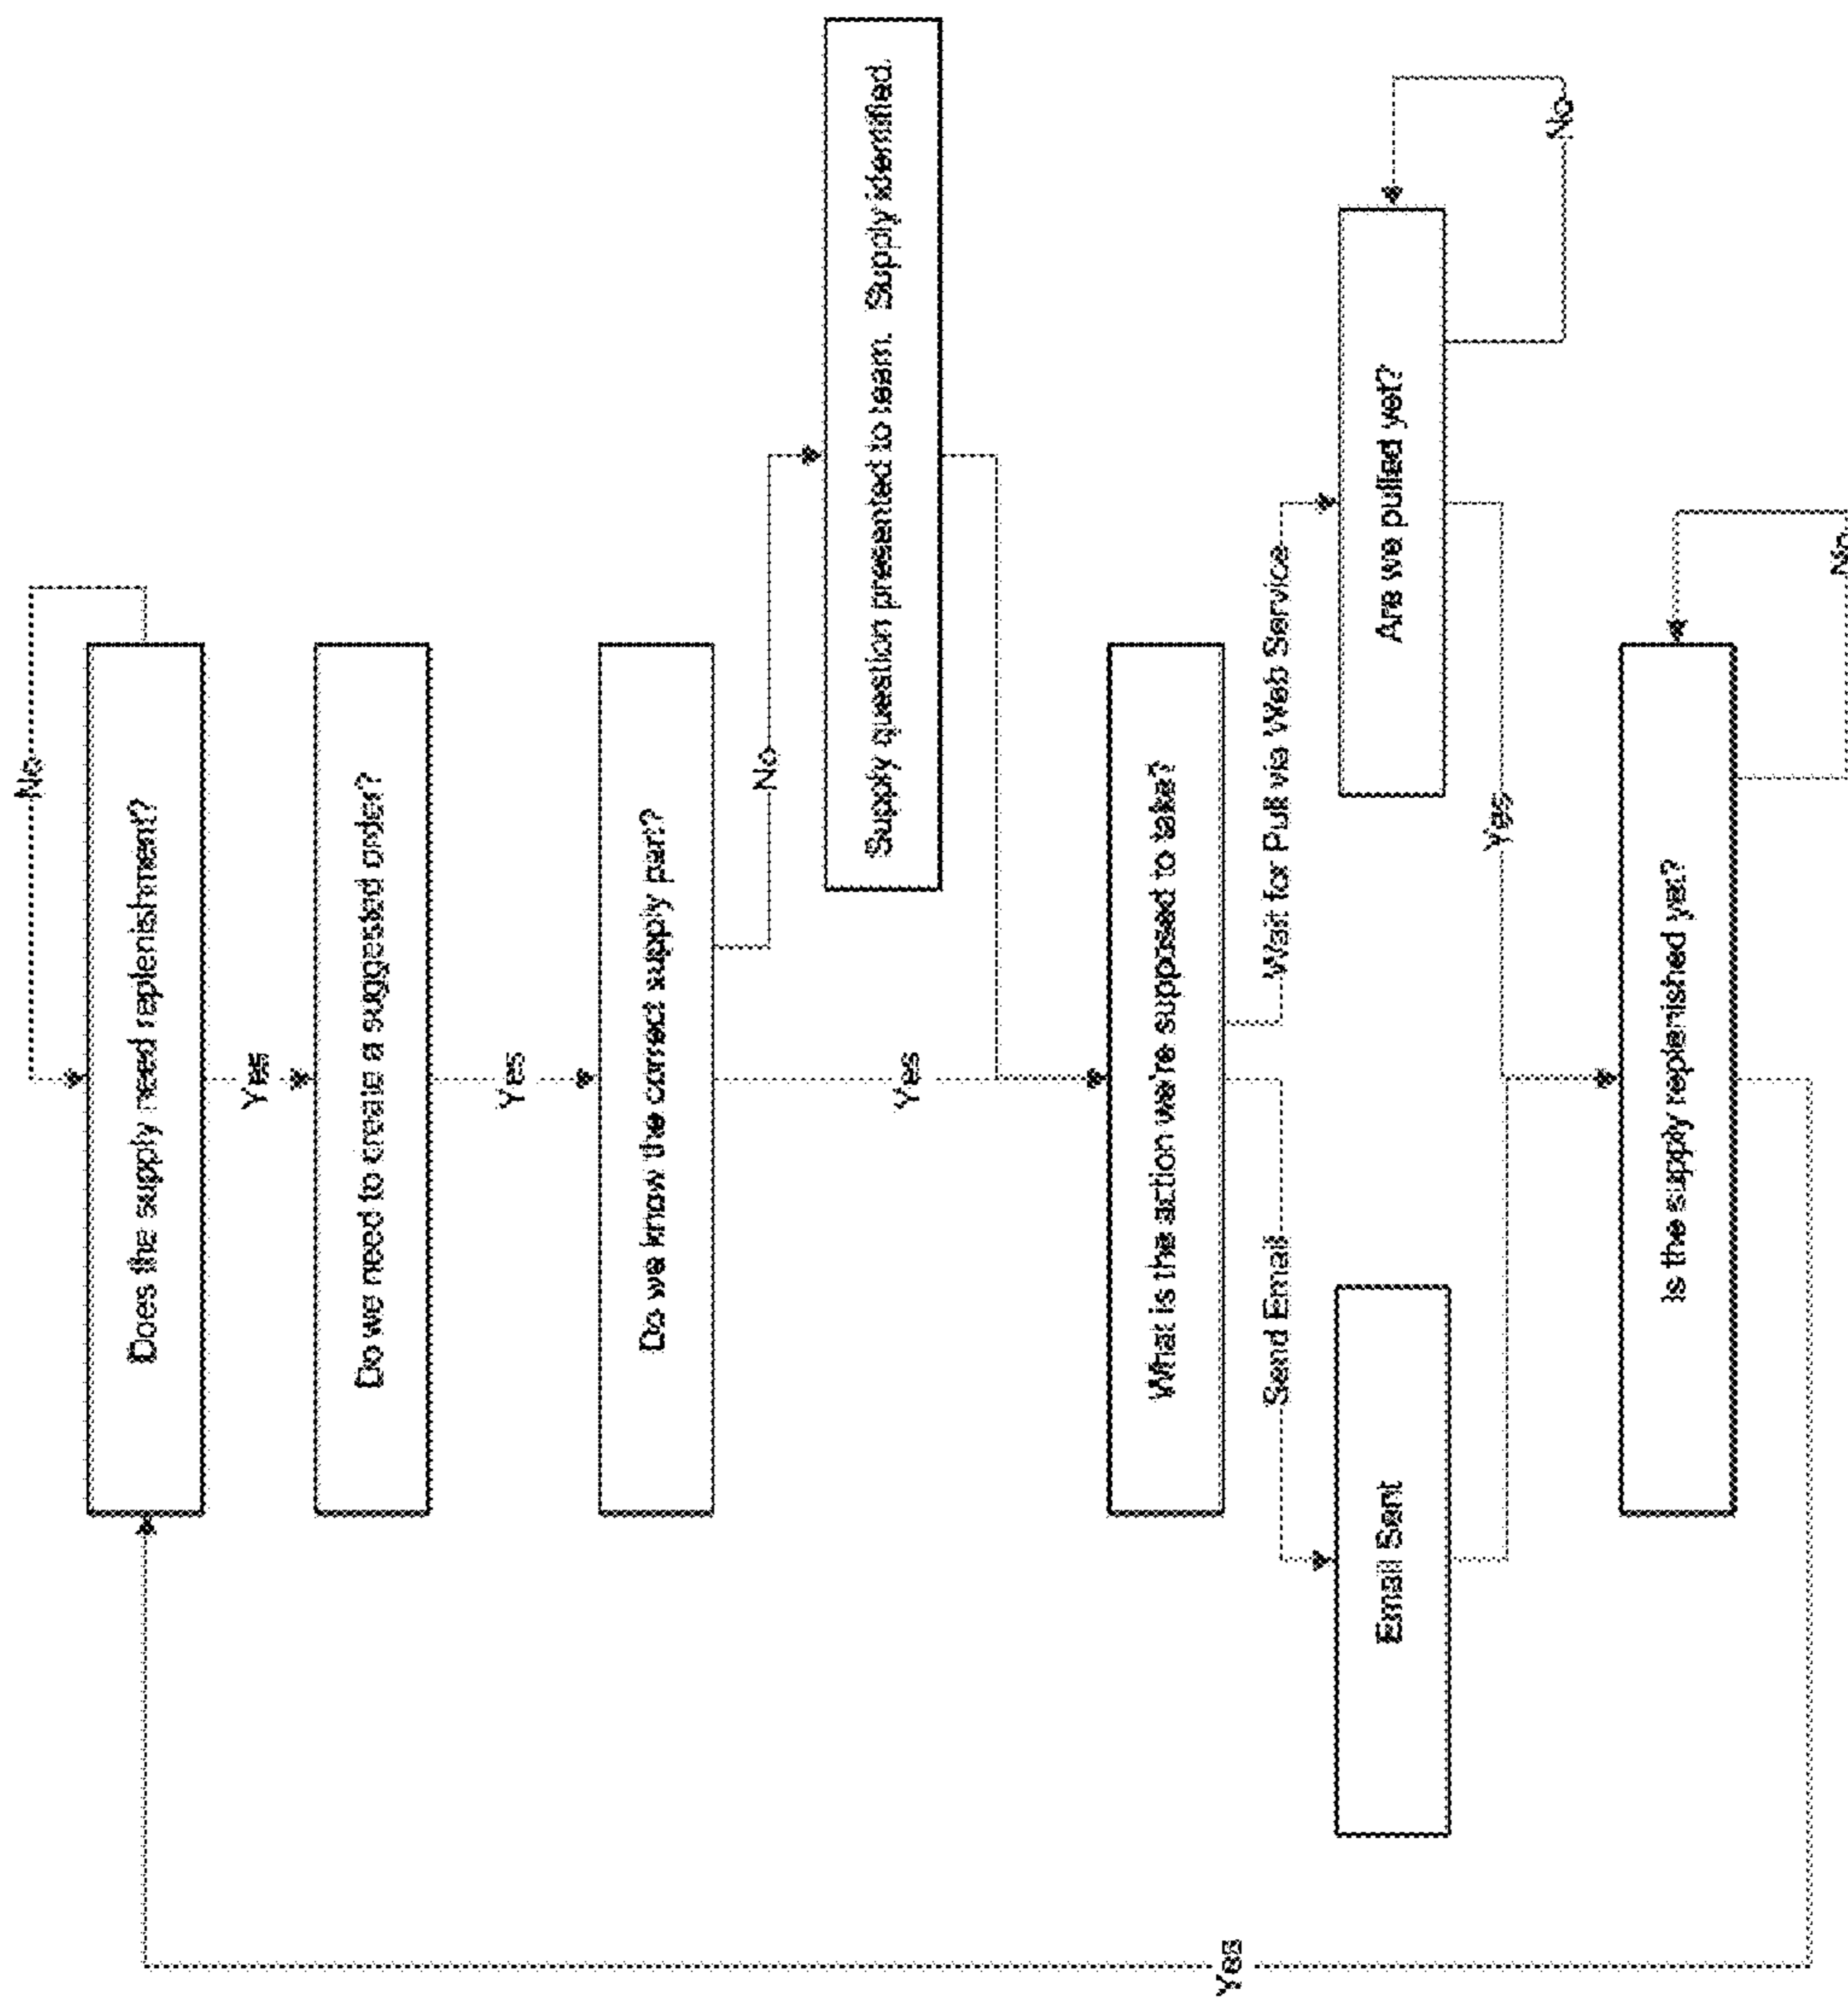 No
Does the supply need replenishment?
Yes
Do we need to create a suggested order?
Yes
Do we know the correct supply part?
No
Supply question presented to team. Supply identified.
Yes
What is the action we're supposed to take?
Send Email
Wait for Pull via Web Service
Email Sent
Are we pulled yet?
No
Yes
Is the supply replenished yet?
No
Yes